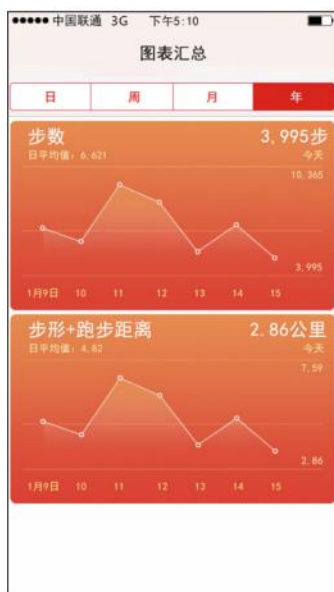 中国联通 3G 下午5:10
图表汇总
日 周 月 年
步数 3,995步
日平均值：6,621 今天
10,365
3,995
1月9日 10 11 12 13 14 15
步形+跑步距离 2.86公里
日平均值：4.82 今天
7.59
2.86
1月9日 10 11 12 13 14 15